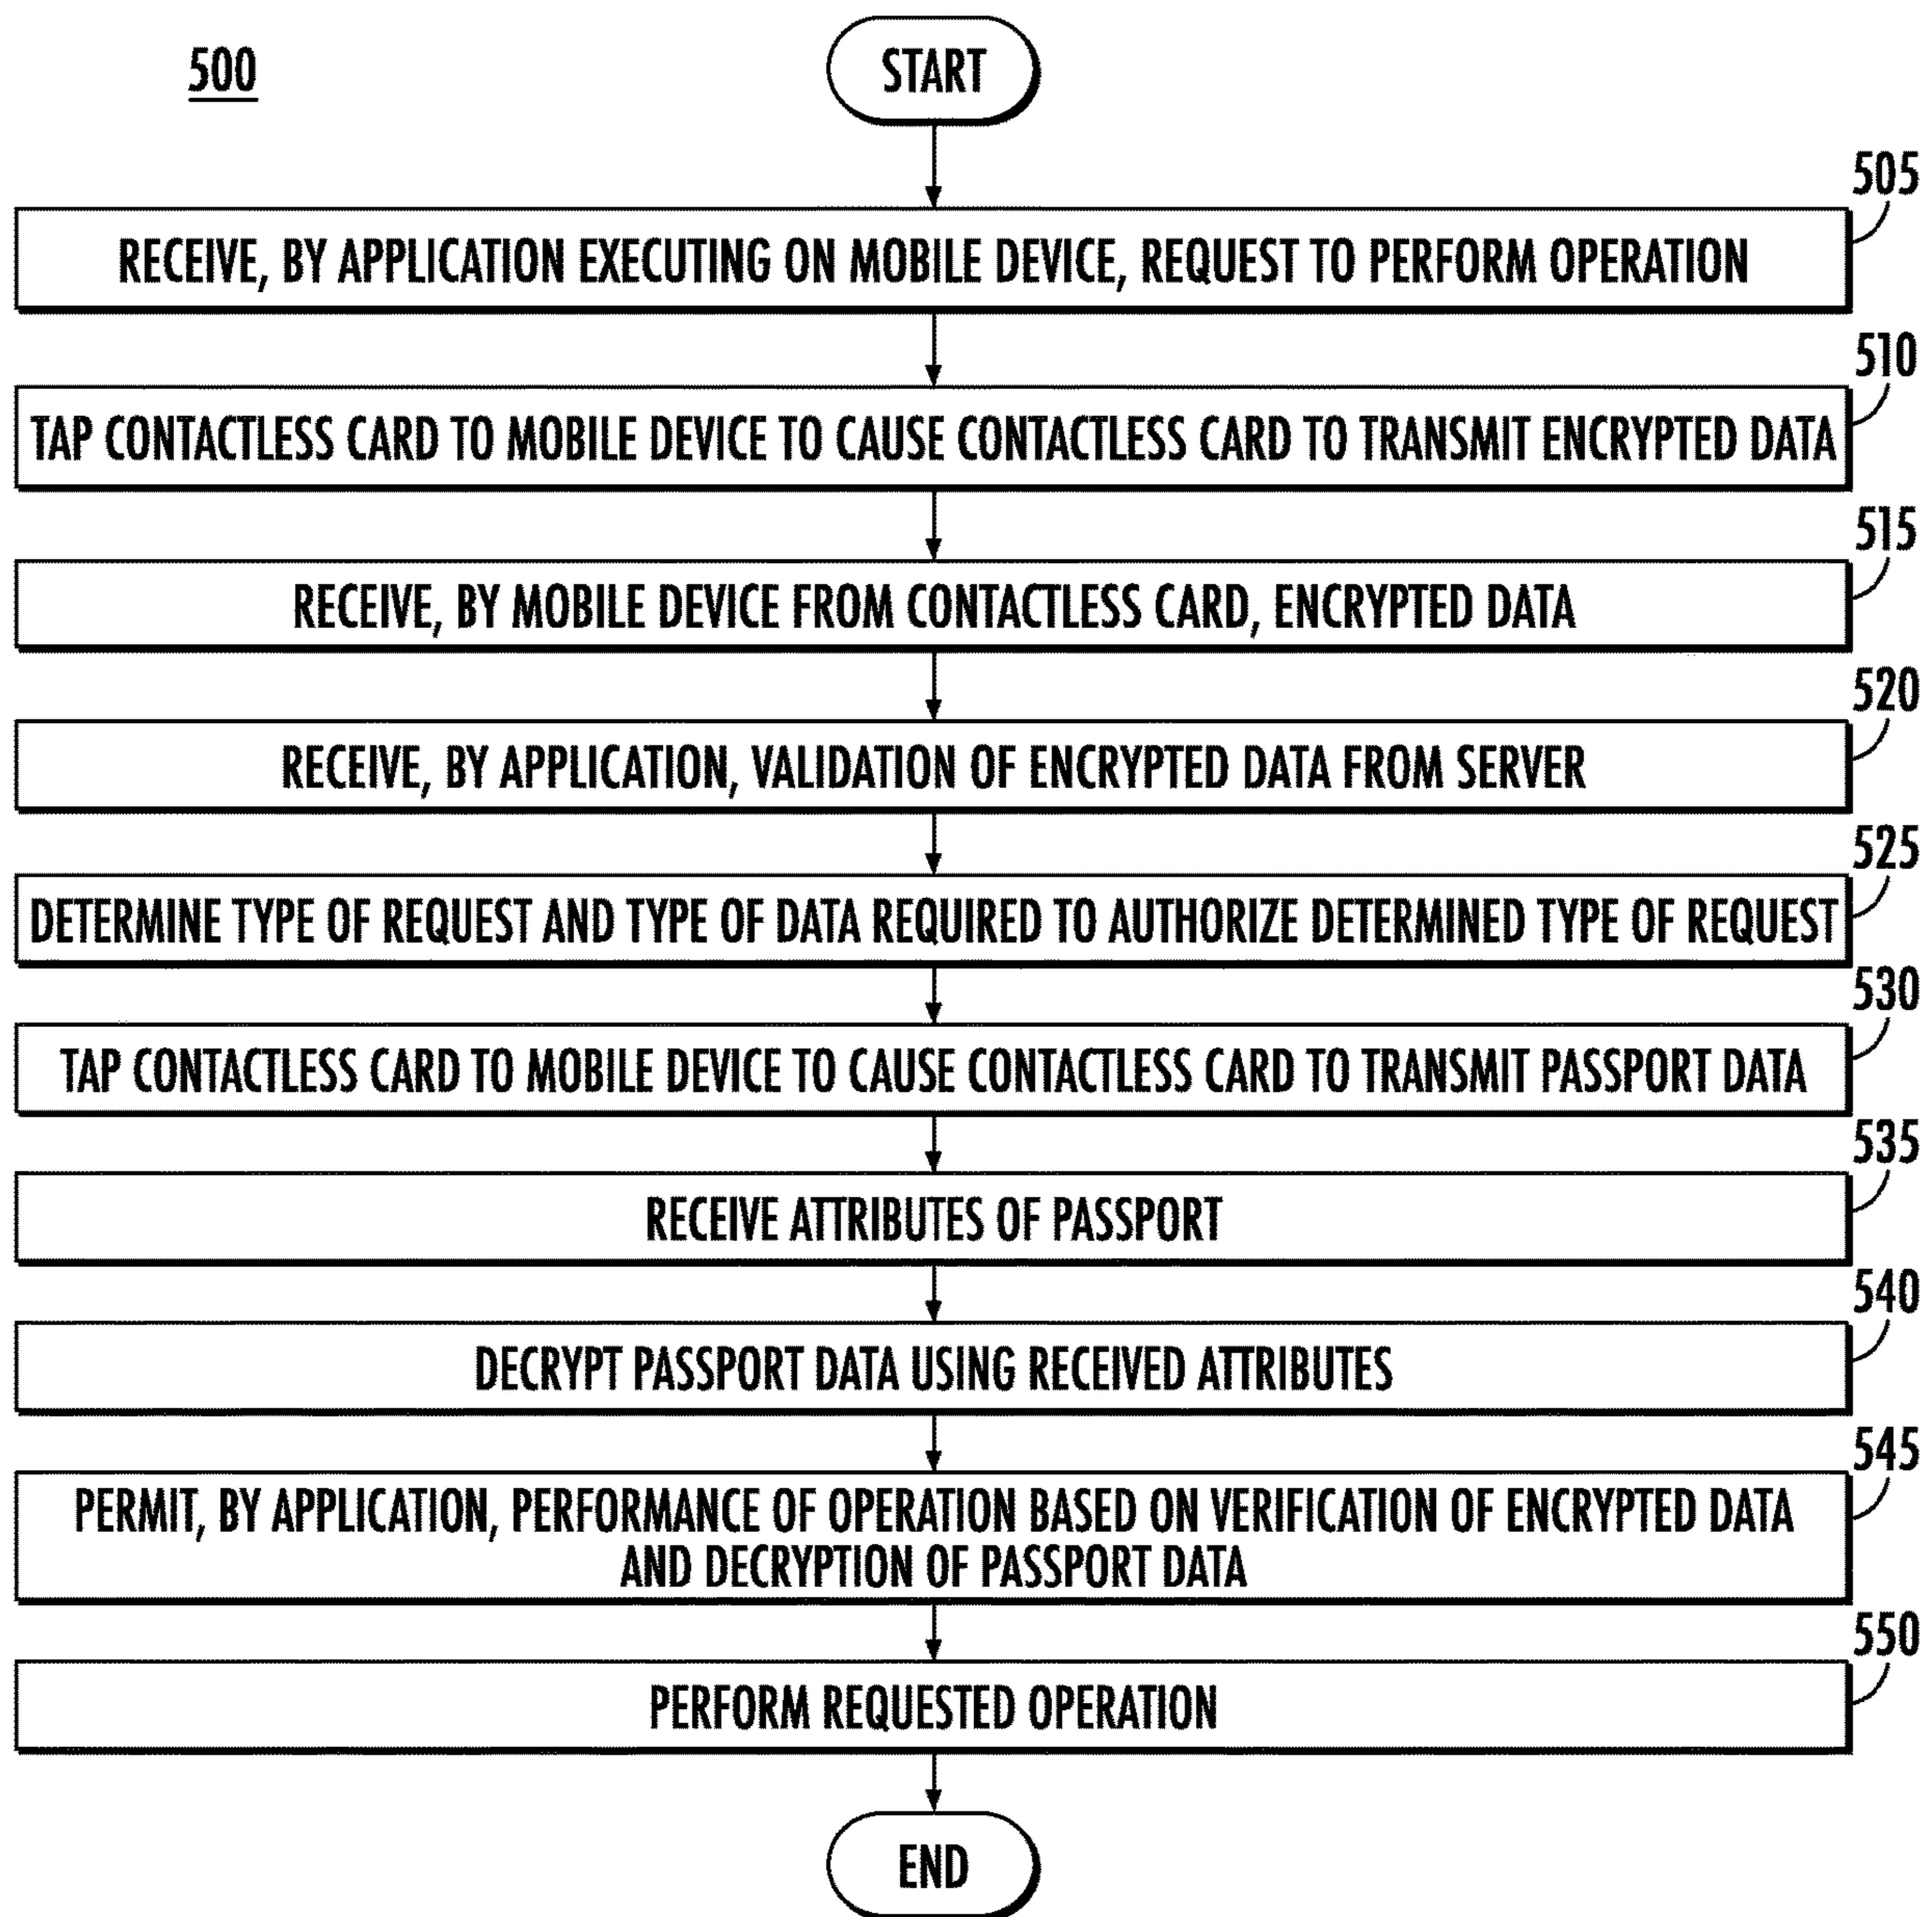 500
START
505
RECEIVE, BY APPLICATION EXECUTING ON MOBILE DEVICE, REQUEST TO PERFORM OPERATION
510
TAP CONTACTLESS CARD TO MOBILE DEVICE TO CAUSE CONTACTLESS CARD TO TRANSMIT ENCRYPTED DATA
515
RECEIVE, BY MOBILE DEVICE FROM CONTACTLESS CARD, ENCRYPTED DATA
520
RECEIVE, BY APPLICATION, VALIDATION OF ENCRYPTED DATA FROM SERVER
525
DETERMINE TYPE OF REQUEST AND TYPE OF DATA REQUIRED TO AUTHORIZE DETERMINED TYPE OF REQUEST
530
TAP CONTACTLESS CARD TO MOBILE DEVICE TO CAUSE CONTACTLESS CARD TO TRANSMIT PASSPORT DATA
535
RECEIVE ATTRIBUTES OF PASSPORT
540
DECRYPT PASSPORT DATA USING RECEIVED ATTRIBUTES
545
PERMIT, BY APPLICATION, PERFORMANCE OF OPERATION BASED ON VERIFICATION OF ENCRYPTED DATA
AND DECRYPTION OF PASSPORT DATA
550
PERFORM REQUESTED OPERATION
END